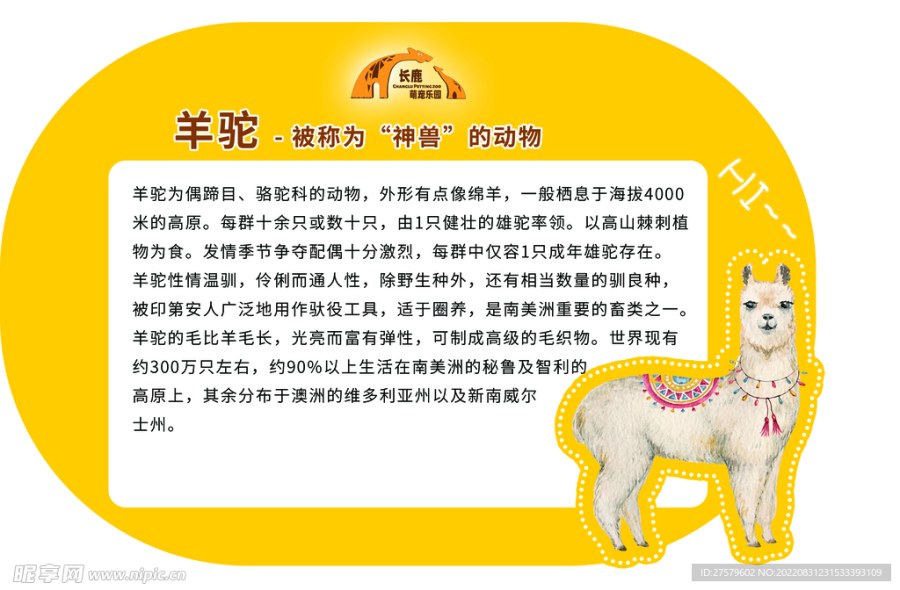 长鹿
CHANGLU PETTING ZOO
萌宠乐园
羊驼 - 被称为“神兽”的动物
HI~~
羊驼为偶蹄目、骆驼科的动物，外形有点像绵羊，一般栖息于海拔4000
米的高原。每群十余只或数十只，由1只健壮的雄驼率领。以高山棘刺植
物为食。发情季节争夺配偶十分激烈，每群中仅容1只成年雄驼存在。
羊驼性情温驯，伶俐而通人性，除野生种外，还有相当数量的驯良种，
被印第安人广泛地用作驮役工具，适于圈养，是南美洲重要的畜类之一。
羊驼的毛比羊毛长，光亮而富有弹性，可制成高级的毛织物。世界现有
约300万只左右，约90%以上生活在南美洲的秘鲁及智利的
高原上，其余分布于澳洲的维多利亚州以及新南威尔
士州。
昵享网 www.nipic.cn
ID:27579602 NO:20220831231533393109